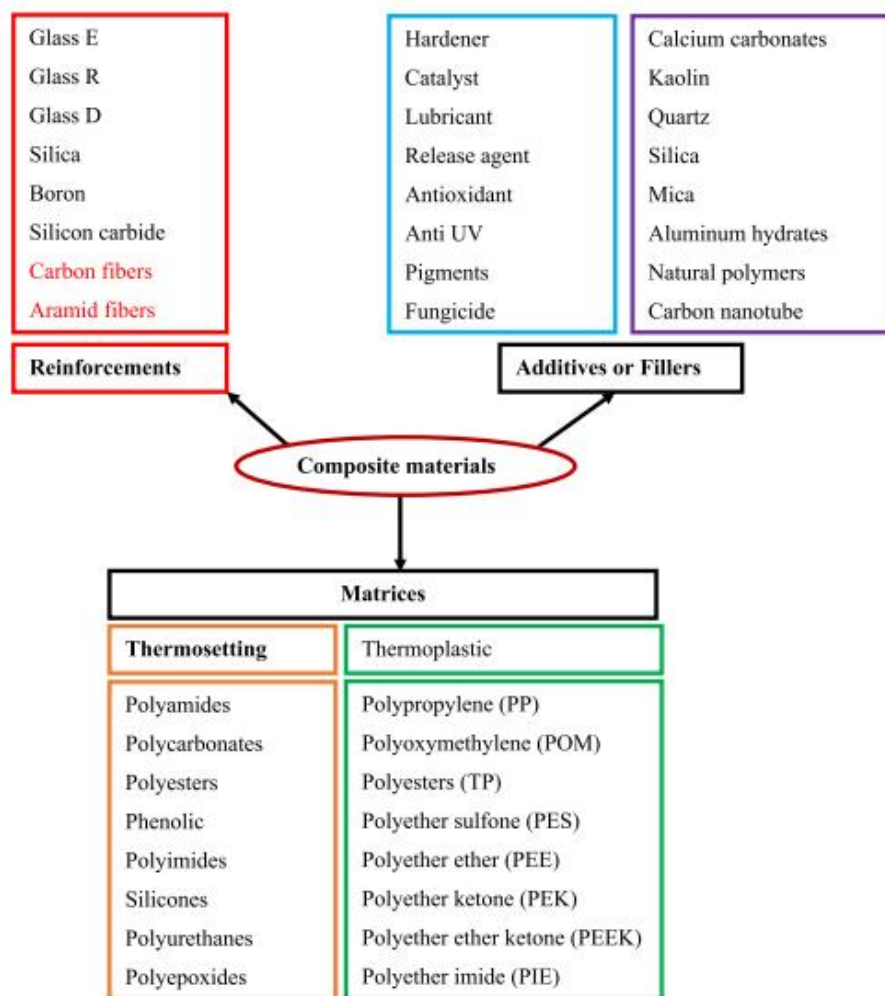 Glass E
Glass R
Glass D
Silica
Boron
Silicon carbide
Carbon fibers
Aramid fibers
Reinforcements
Hardener
Catalyst
Lubricant
Release agent
Antioxidant
Anti UV
Pigments
Fungicide
Calcium carbonates
Kaolin
Quartz
Silica
Mica
Aluminum hydrates
Natural polymers
Carbon nanotube
Additives or Fillers
Composite materials
Matrices
Thermosetting
Polyamides
Polycarbonates
Polyesters
Phenolic
Polyimides
Silicones
Polyurethanes
Polyepoxides
Thermoplastic
Polypropylene (PP)
Polyoxymethylene (POM)
Polyesters (TP)
Polyether sulfone (PES)
Polyether ether (PEE)
Polyether ketone (PEK)
Polyether ether ketone (PEEK)
Polyether imide (PIE)